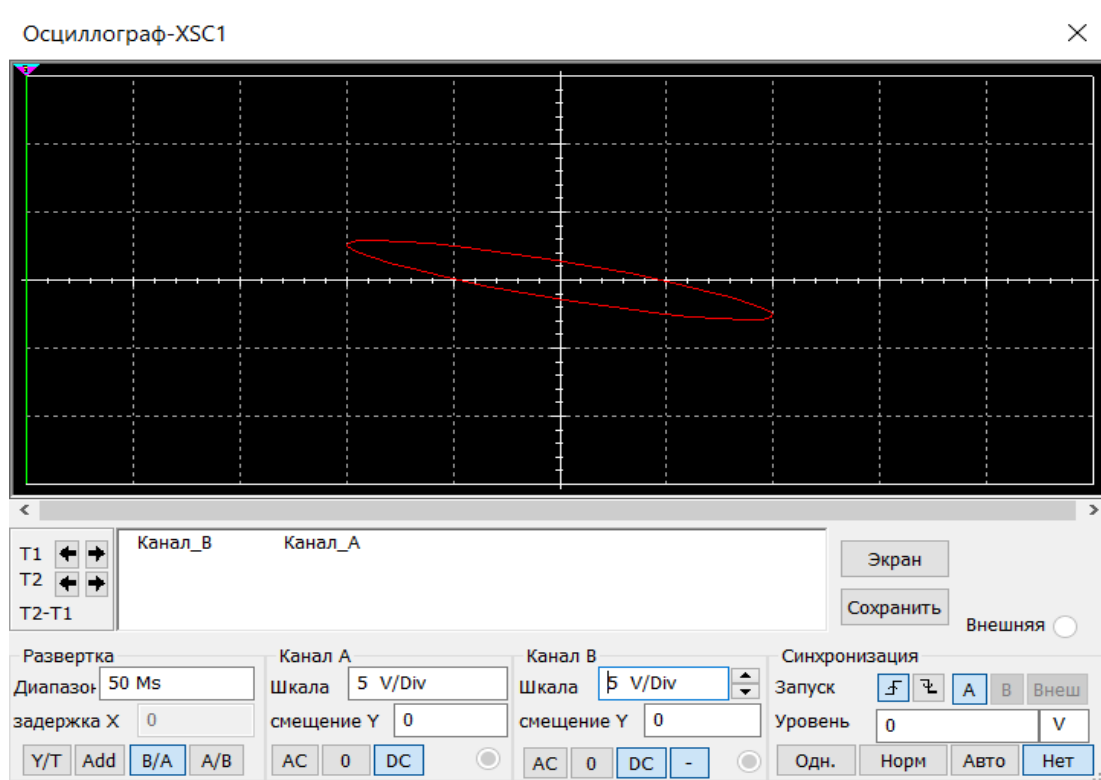 Осциллограф-XSC1
Канал_B Канал_A
T1
T2
T2-T1
Экран
Сохранить
Внешняя
Развертка Канал A Канал B Синхронизация
Диапазон 50 Ms Шкала 5 V/Div Шкала 5 V/Div Запуск A B Внеш
задержка X 0 смещение Y 0 смещение Y 0 Уровень 0 V
Y/T Add B/A A/B AC 0 DC AC 0 DC - Одн. Норм Авто Нет